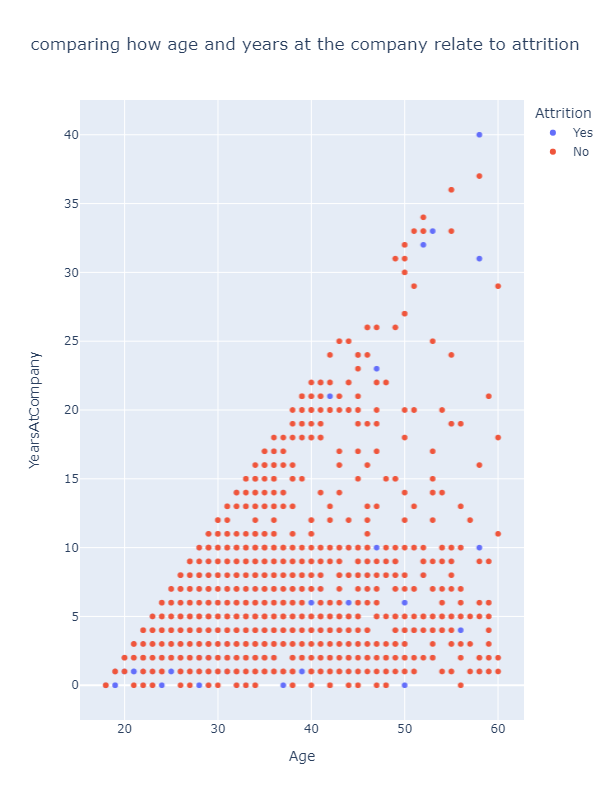 comparing how age and years at the company relate to attrition
Attrition
Yes
No
40
35
30
25
20
15
10
5
0
YearsAtCompany
20 30 40 50 60
Age